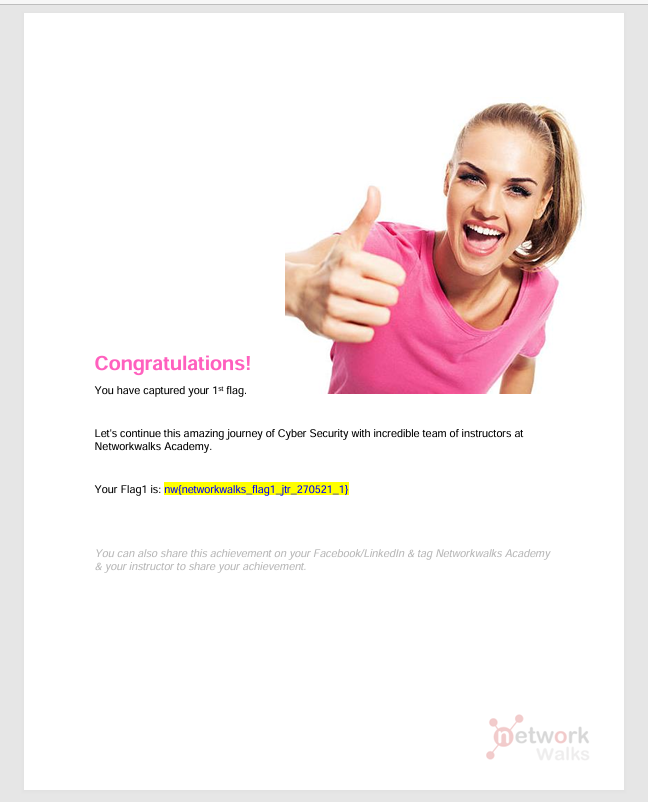 Congratulations!
You have captured your 1st flag.
Let's continue this amazing journey of Cyber Security with incredible team of instructors at
Networkwalks Academy.
Your Flag1 is: nw{networkwalks_flag1_jtr_270521_1}
You can also share this achievement on your Facebook/LinkedIn & tag Networkwalks Academy
& your instructor to share your achievement.
network
Walks